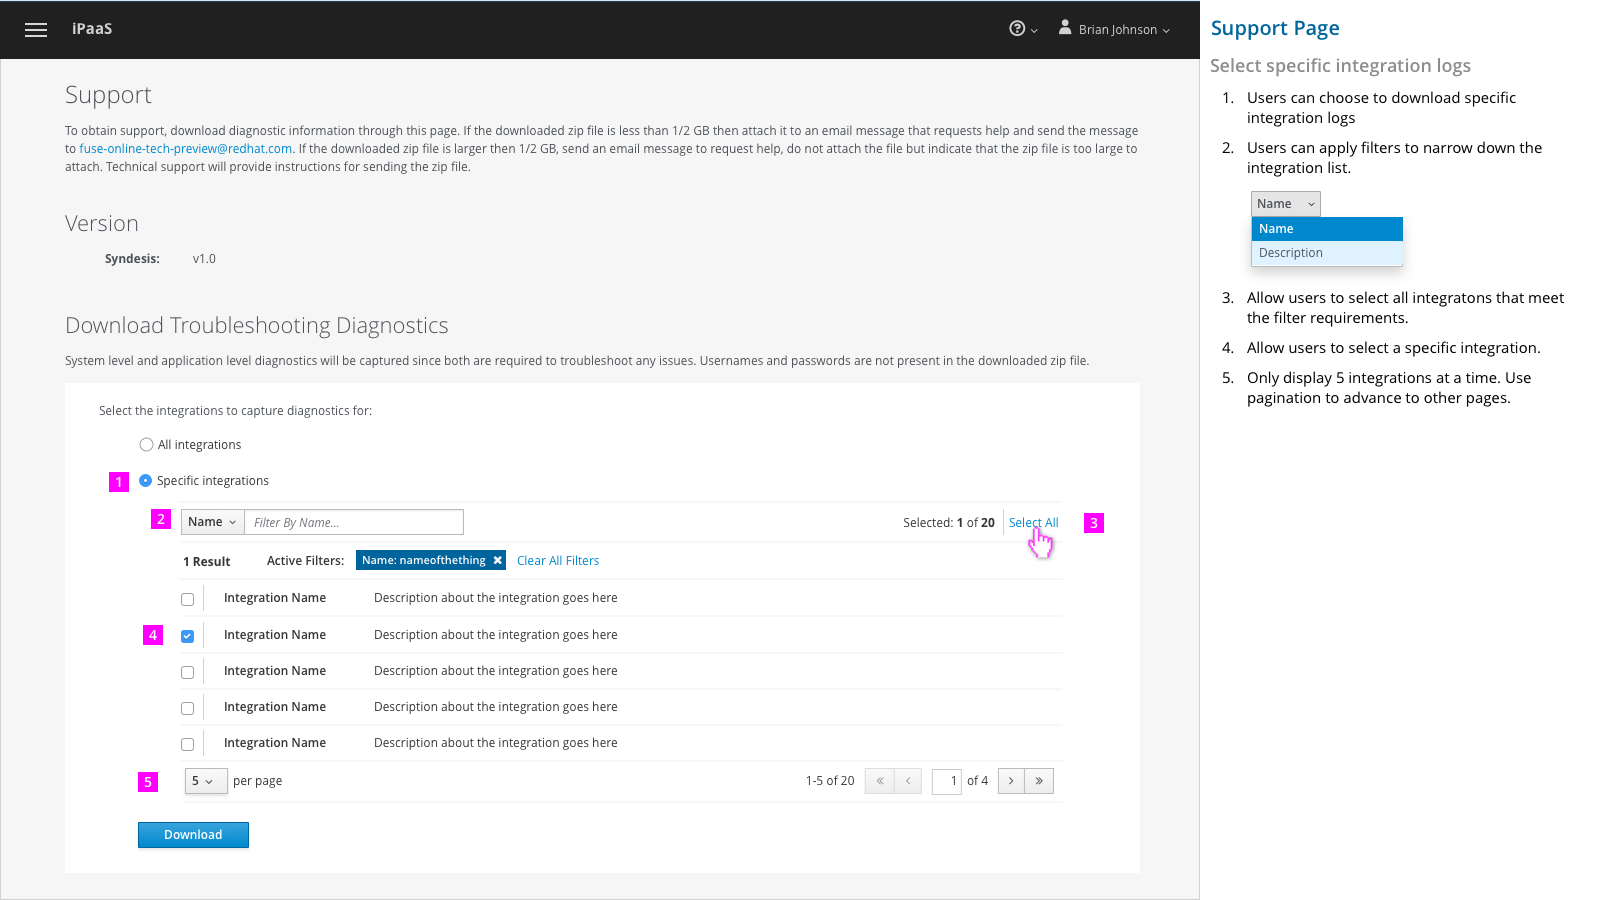 iPaaS
Brian Johnson
Support
To obtain support, download diagnostic information through this page. If the downloaded zip file is less than 1/2 GB then attach it to an email message that requests help and send the message
to fuse-online-tech-preview@redhat.com. If the downloaded zip file is larger then 1/2 GB, send an email message to request help, do not attach the file but indicate that the zip file is too large to
attach. Technical support will provide instructions for sending the zip file.
Version
Syndesis: v1.0
Download Troubleshooting Diagnostics
System level and application level diagnostics will be captured since both are required to troubleshoot any issues. Usernames and passwords are not present in the downloaded zip file.
Select the integrations to capture diagnostics for:
All integrations
1 Specific integrations
2 Name Filter By Name... Selected: 1 of 20 Select All 3
1 Result Active Filters: Name: nameofthething × Clear All Filters
Integration Name Description about the integration goes here
4 Integration Name Description about the integration goes here
Integration Name Description about the integration goes here
Integration Name Description about the integration goes here
Integration Name Description about the integration goes here
5 5 per page 1-5 of 20 « ‹ 1 of 4 › »
Download
Support Page
Select specific integration logs
1. Users can choose to download specific
integration logs
2. Users can apply filters to narrow down the
integration list.
Name
Name
Description
3. Allow users to select all integratons that meet
the filter requirements.
4. Allow users to select a specific integration.
5. Only display 5 integrations at a time. Use
pagination to advance to other pages.